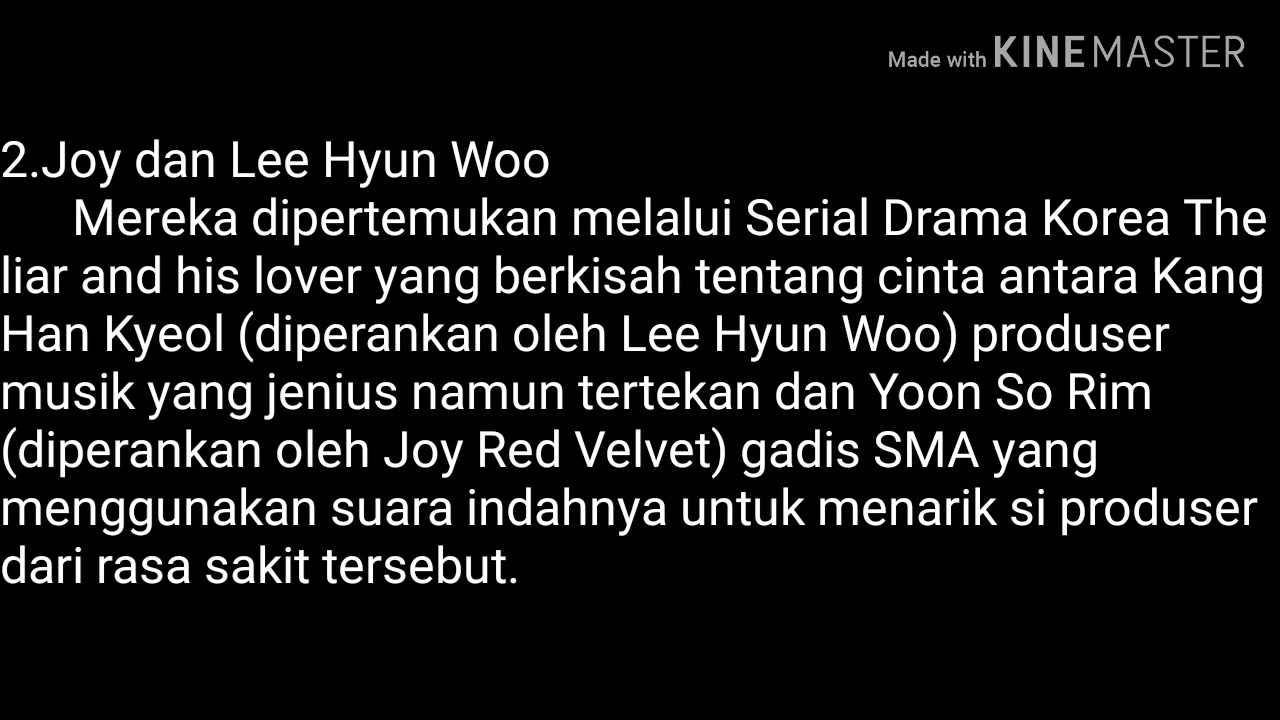 Made with KINEMASTER
2.Joy dan Lee Hyun Woo
Mereka dipertemukan melalui Serial Drama Korea The
liar and his lover yang berkisah tentang cinta antara Kang
Han Kyeol (diperankan oleh Lee Hyun Woo) produser
musik yang jenius namun tertekan dan Yoon So Rim
(diperankan oleh Joy Red Velvet) gadis SMA yang
menggunakan suara indahnya untuk menarik si produser
dari rasa sakit tersebut.